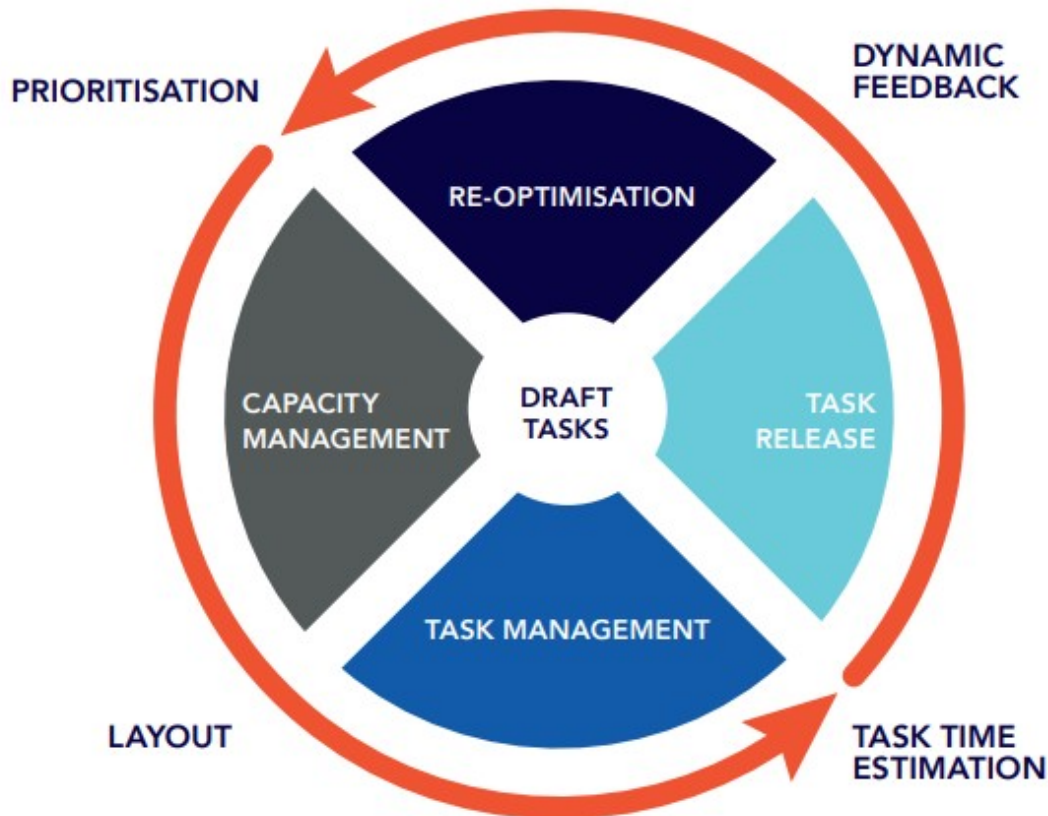 PRIORITISATION
DYNAMIC
FEEDBACK
RE-OPTIMISATION
CAPACITY
MANAGEMENT
DRAFT
TASKS
TASK
RELEASE
TASK MANAGEMENT
LAYOUT
TASK TIME
ESTIMATION